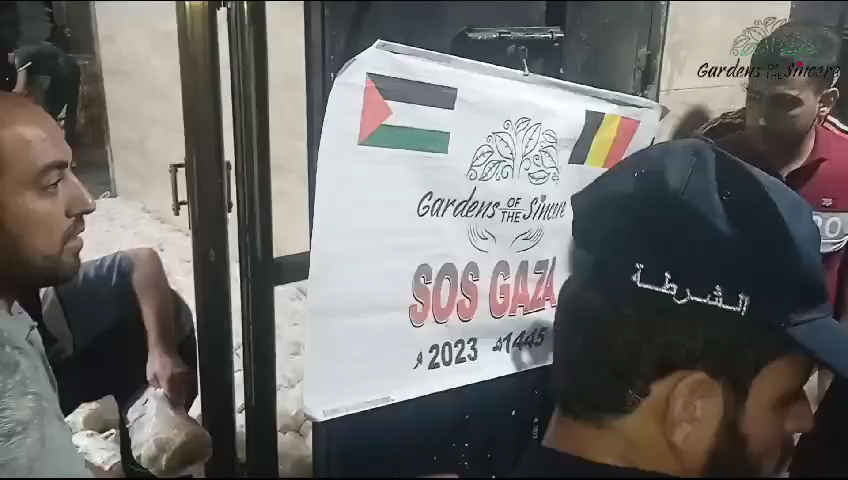 Gardens OF THE Sincere
Gardens OF THE Sincere
SOS GAZA
2023م 1445هـ
الشرطة